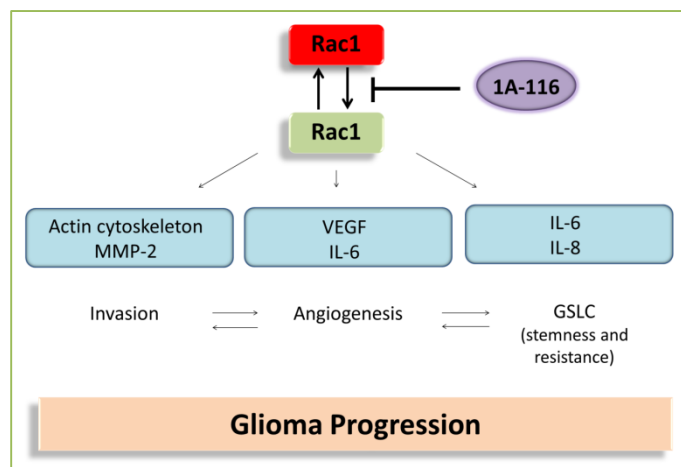 Rac1
1A-116
Rac1
Actin cytoskeleton
MMP-2
VEGF
IL-6
IL-6
IL-8
Invasion
Angiogenesis
GSLC
(stemness and
resistance)
Glioma Progression